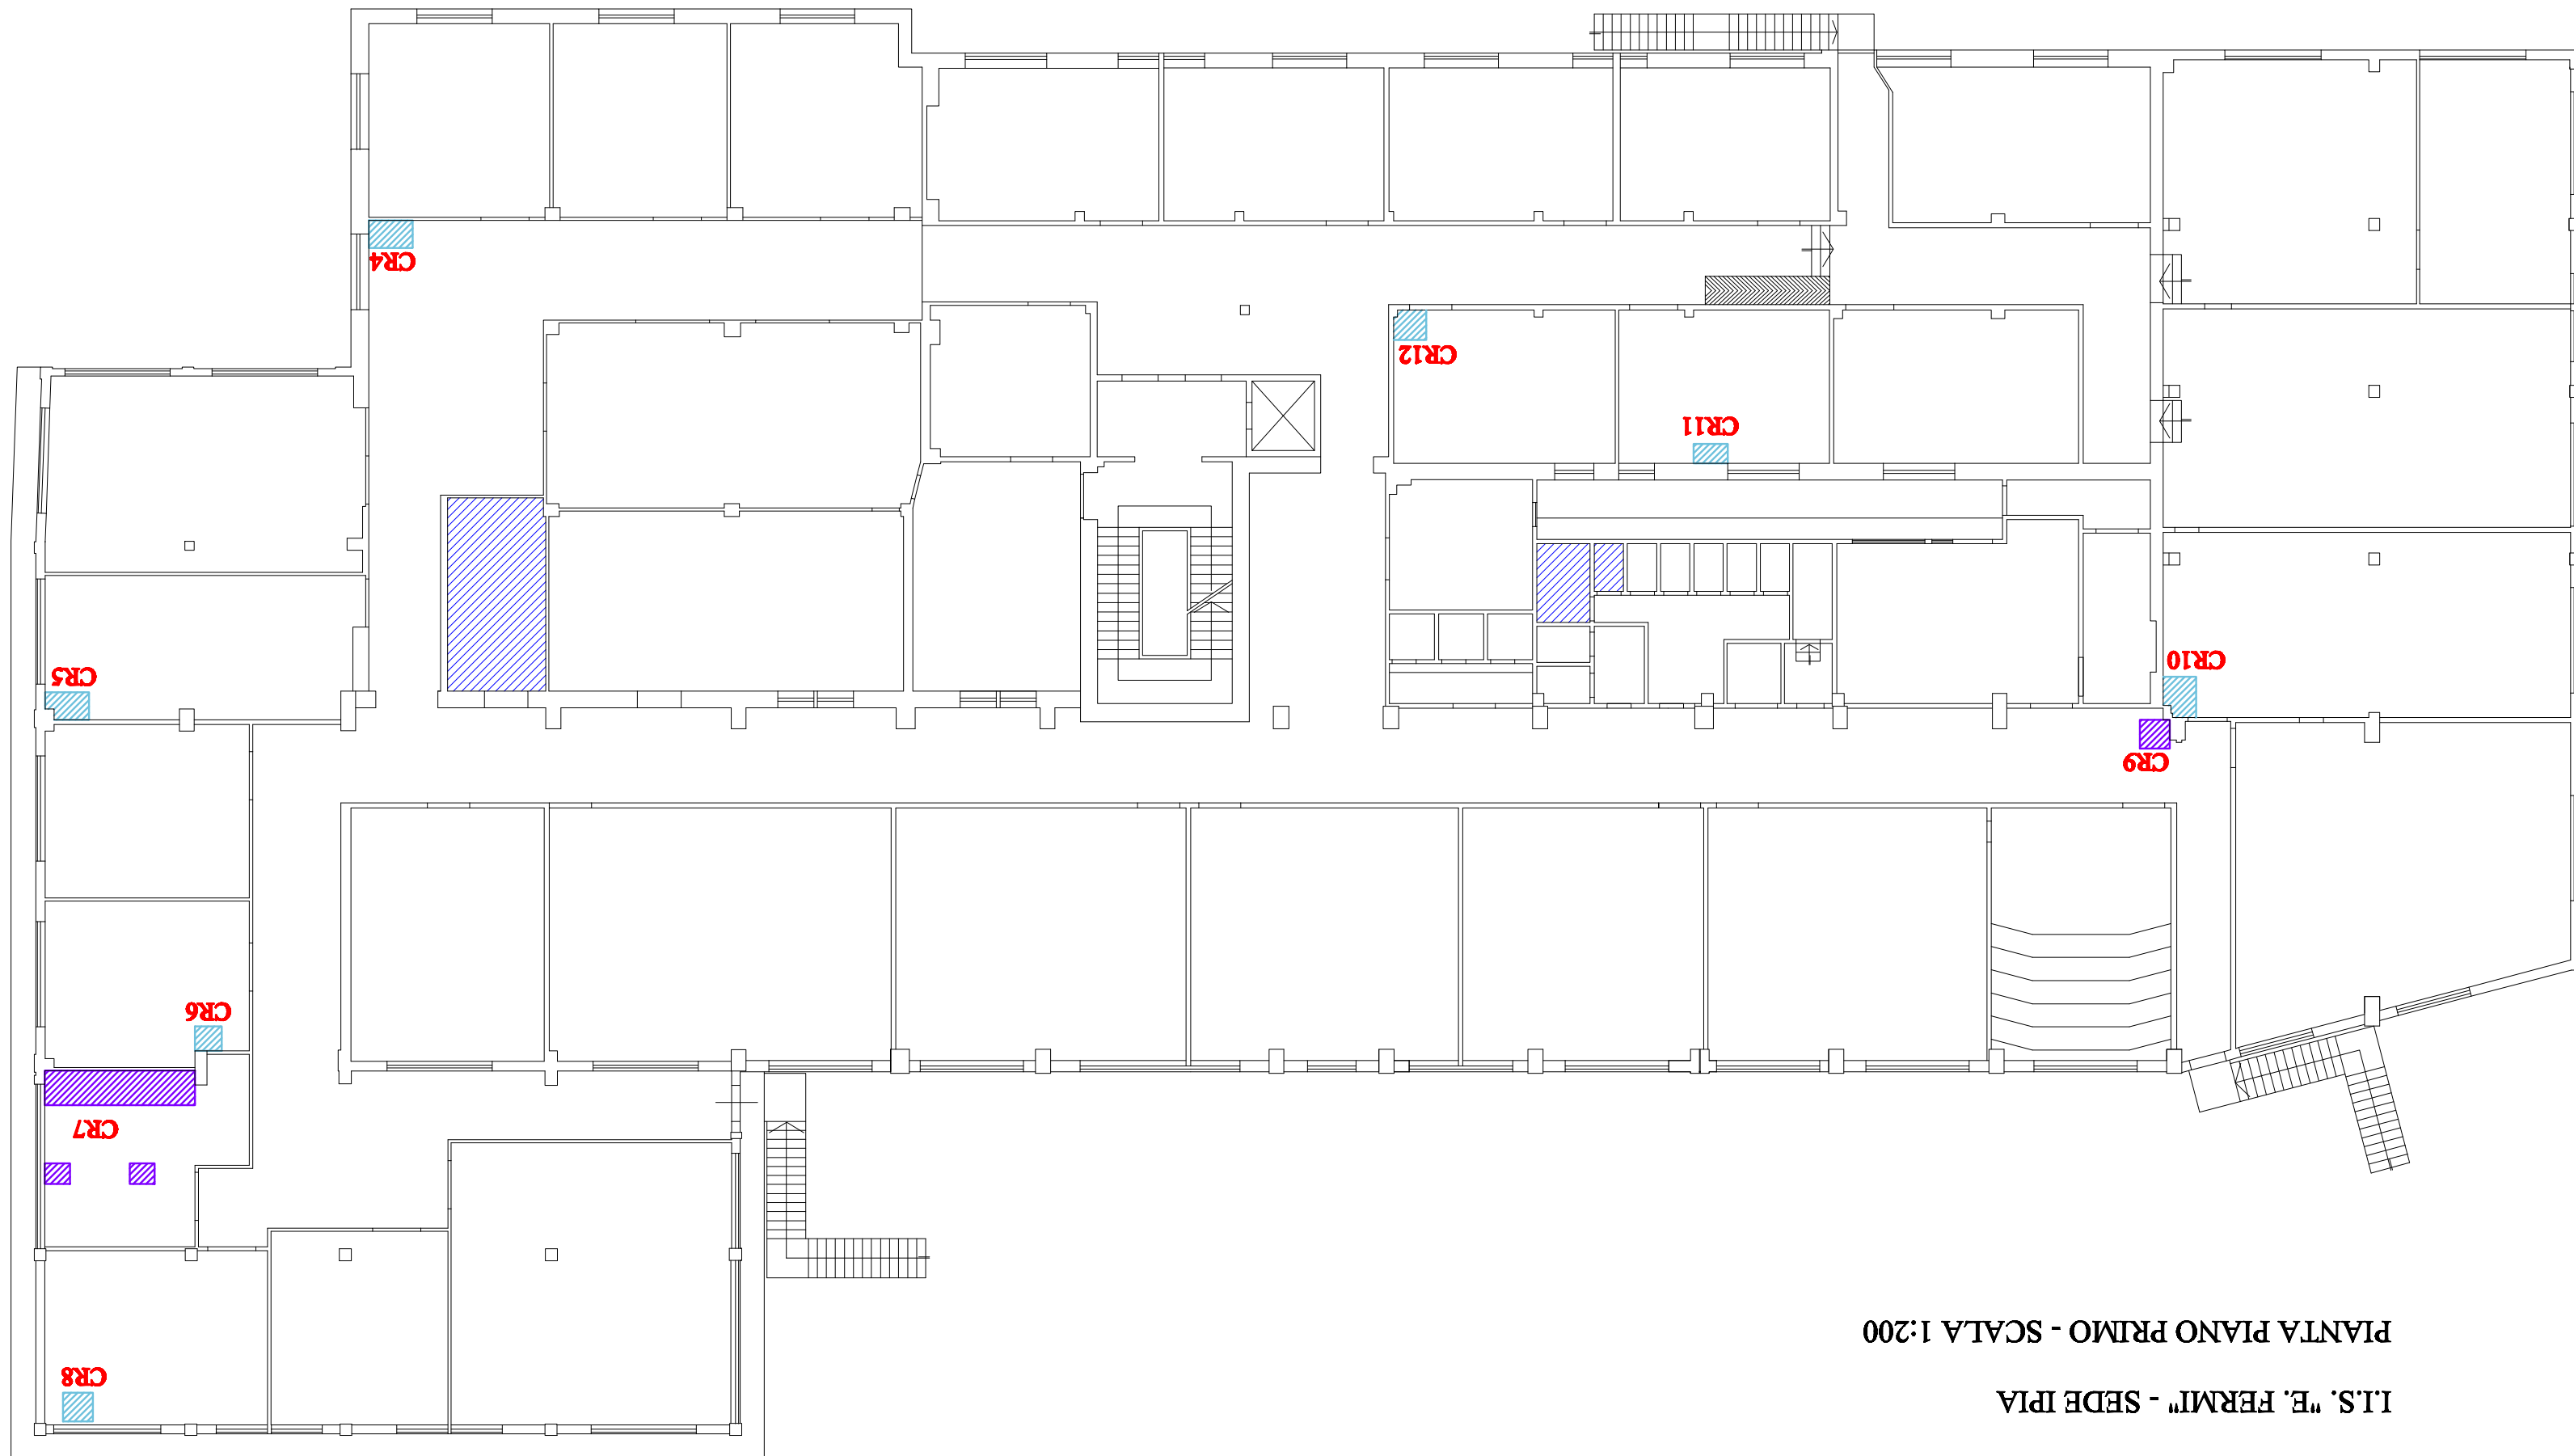 I.I.S. "E. FERMI" - SEDE IPIA
PIANTA PIANO PRIMO - SCALA 1:200
CR8
CR7
CR6
CR9
CR5
CR10
CR11
CR12
CR4